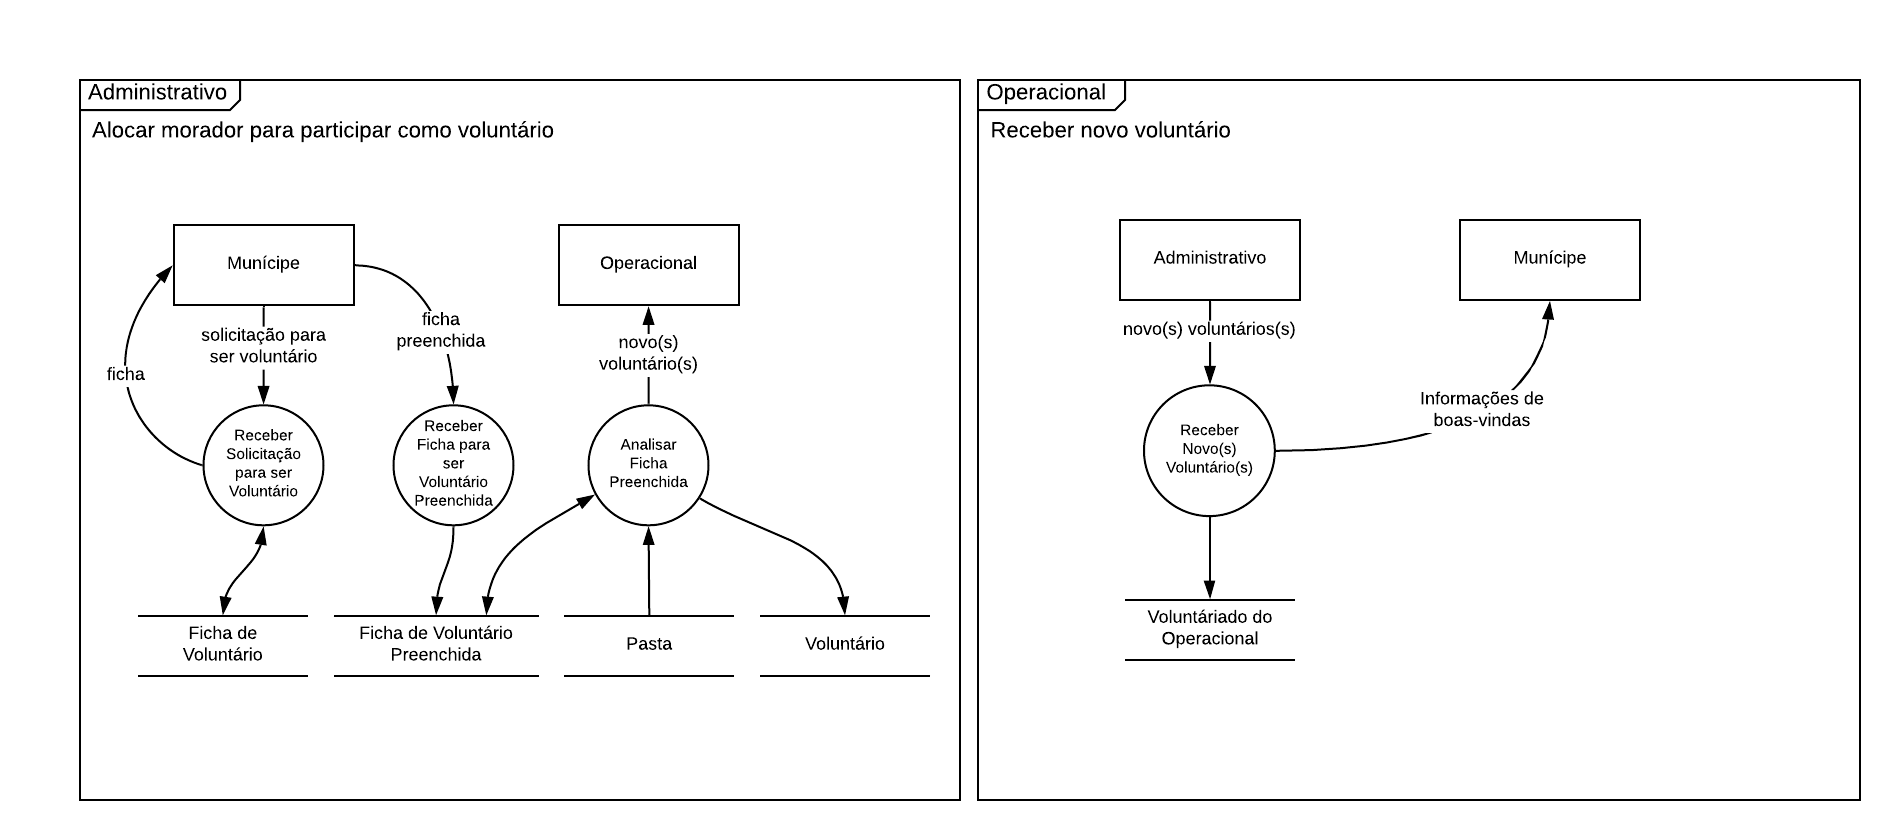 Administrativo
Alocar morador para participar como voluntário
Munícipe
Operacional
solicitação para
ser voluntário
ficha
preenchida
novo(s)
voluntário(s)
ficha
Receber
Solicitação
para ser
Voluntário
Receber
Ficha para
ser
Voluntário
Preenchida
Analisar
Ficha
Preenchida
Ficha de
Voluntário
Ficha de Voluntário
Preenchida
Pasta
Voluntário
Operacional
Receber novo voluntário
Administrativo
Munícipe
novo(s) voluntários(s)
Informações de
boas-vindas
Receber
Novo(s)
Voluntário(s)
Voluntáriado do
Operacional